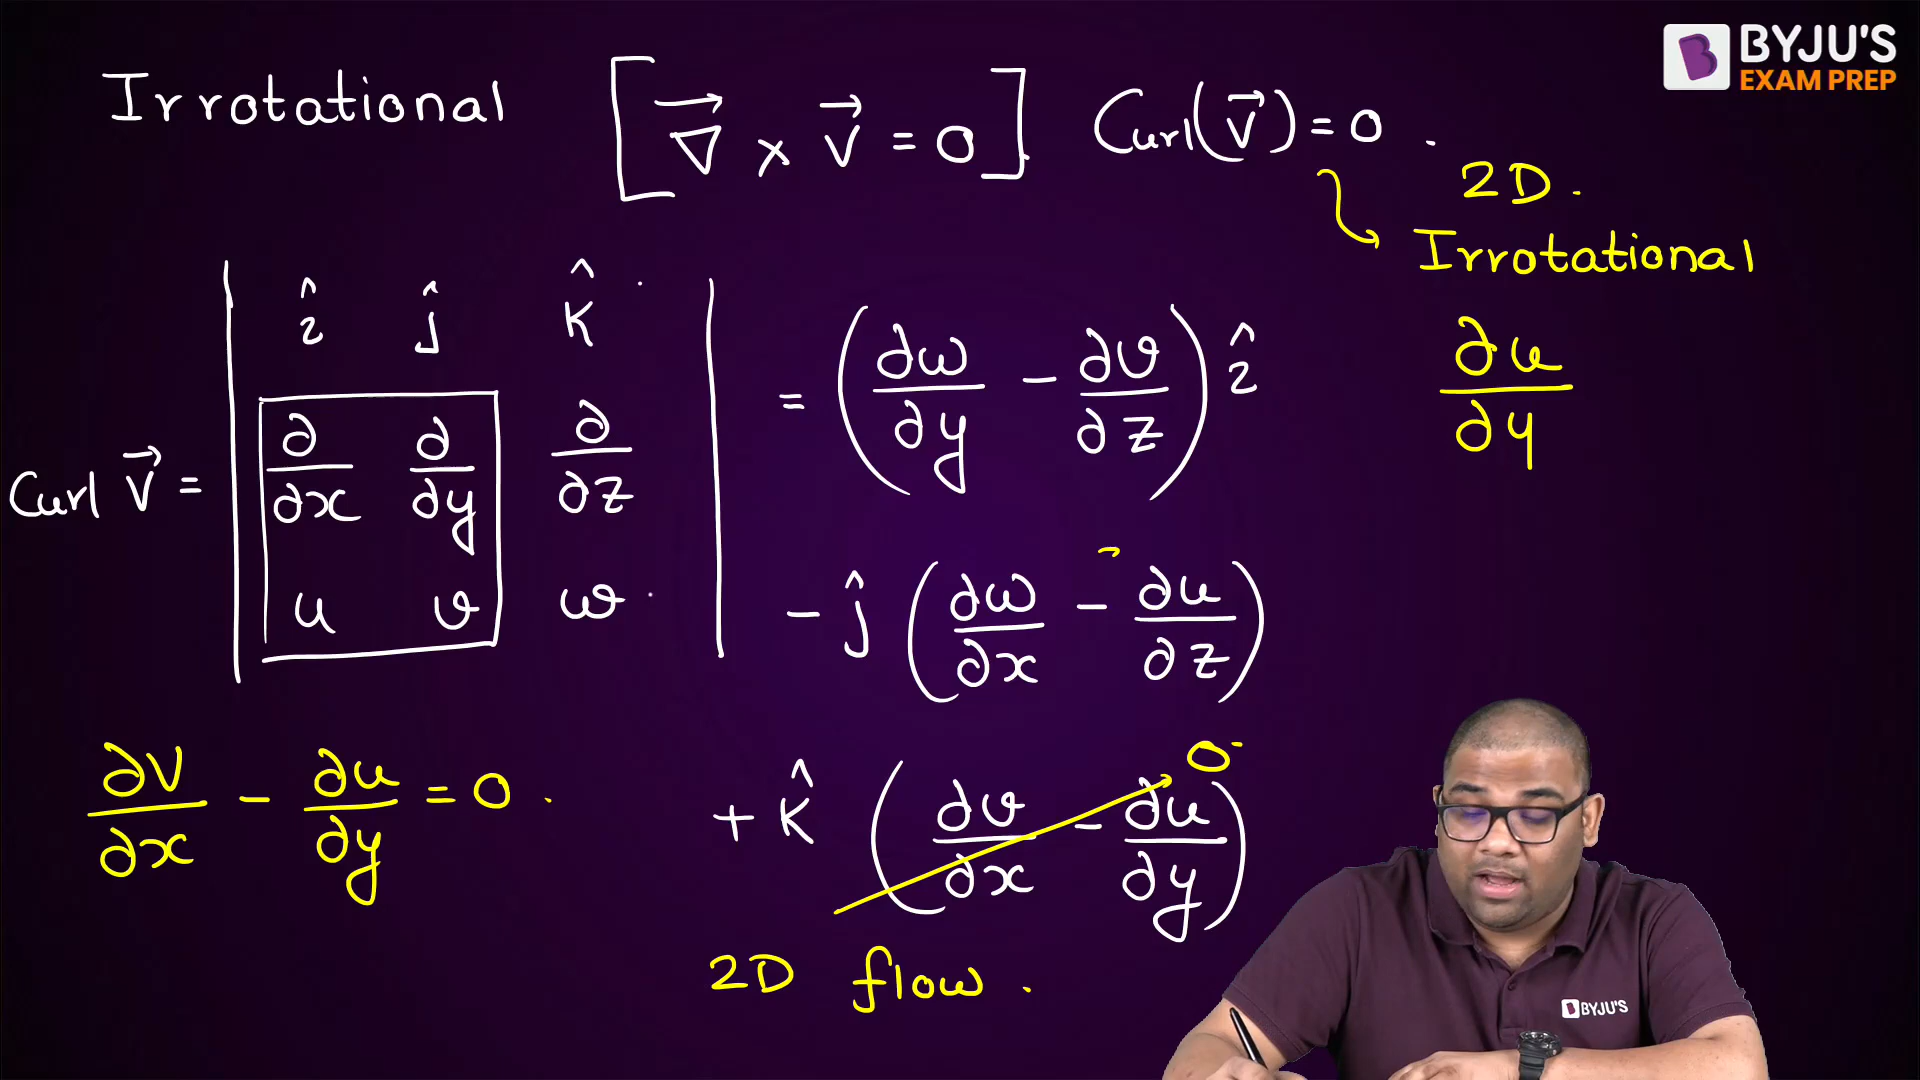 BYJU'S
EXAM PREP
Irrotational [∇⃗ × V⃗ = 0] Curl(V⃗) = 0 .
2D .
Irrotational
∂u/∂y
Curl V⃗ = | î ĵ k̂ |
| ∂/∂x ∂/∂y ∂/∂z |
| u v w |
= (∂w/∂y − ∂v/∂z) î
− ĵ (∂w/∂x − ∂u/∂z)
+ k̂ (∂v/∂x − ∂u/∂y) 0
∂V/∂x − ∂u/∂y = 0 .
2D flow .
BYJU'S